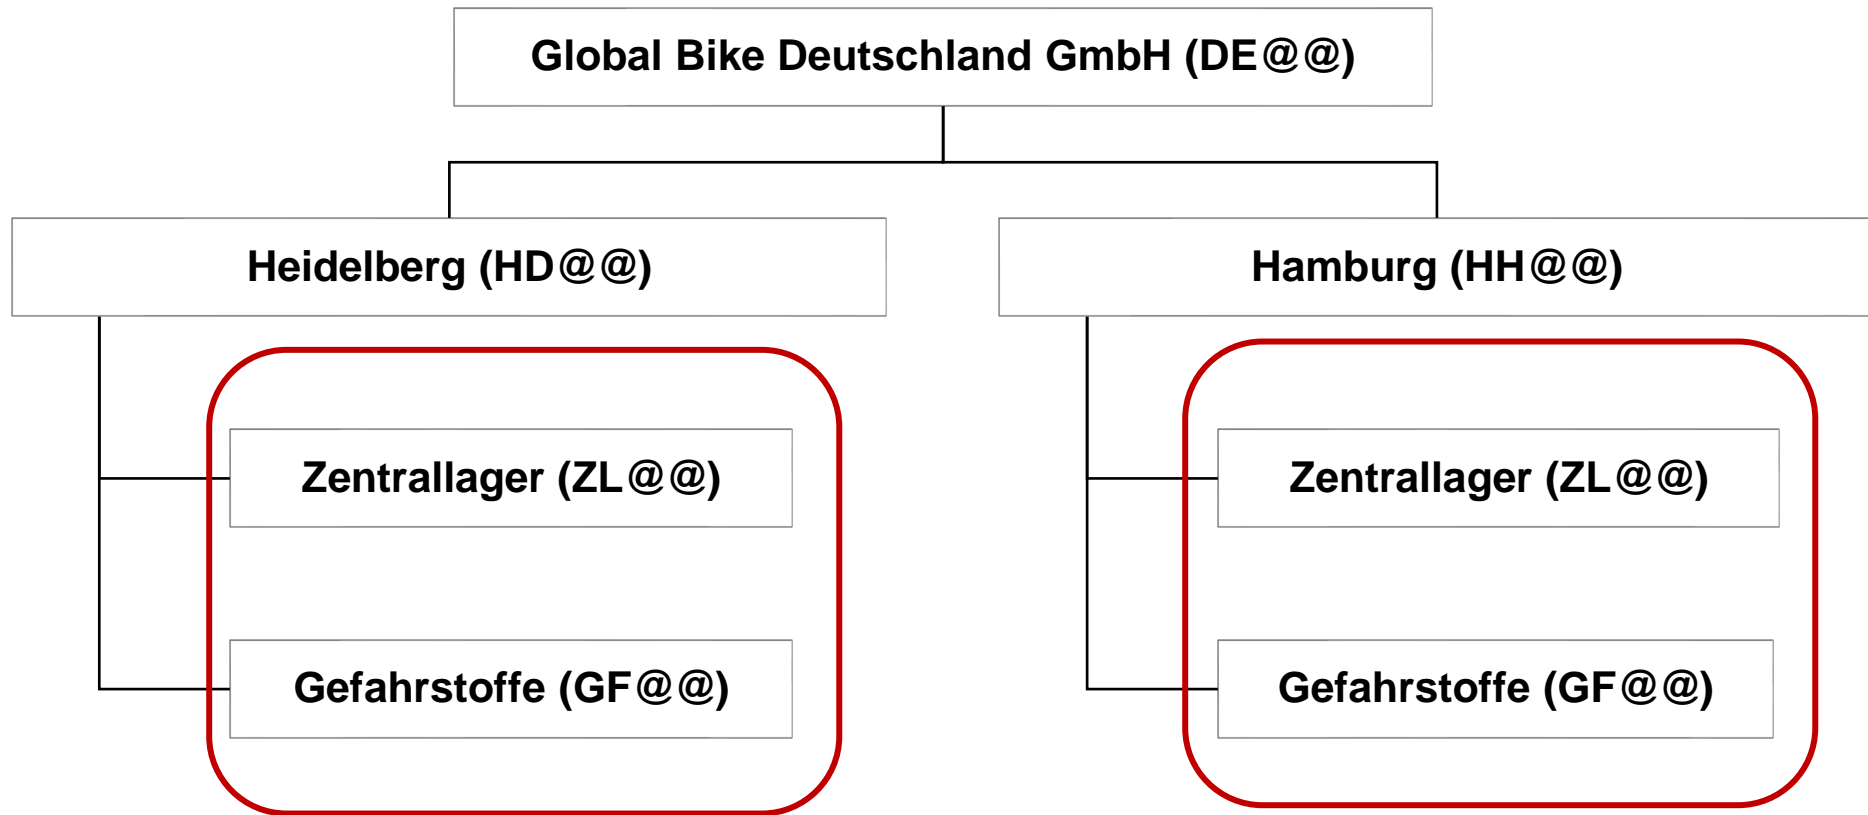 Global Bike Deutschland GmbH (DE@@)
Heidelberg (HD@@)
Hamburg (HH@@)
Zentrallager (ZL@@)
Zentrallager (ZL@@)
Gefahrstoffe (GF@@)
Gefahrstoffe (GF@@)